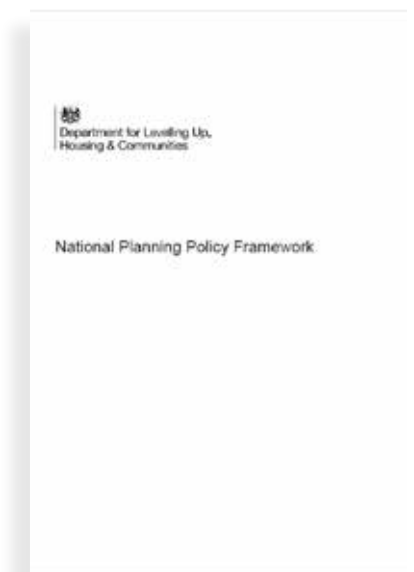 Department for Levelling Up,
Housing & Communities
National Planning Policy Framework